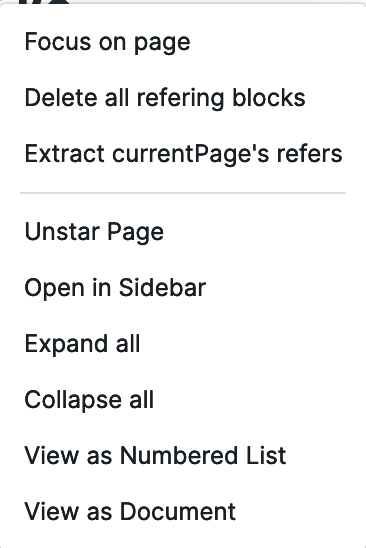 Focus on page
Delete all refering blocks
Extract currentPage's refers
Unstar Page
Open in Sidebar
Expand all
Collapse all
View as Numbered List
View as Document